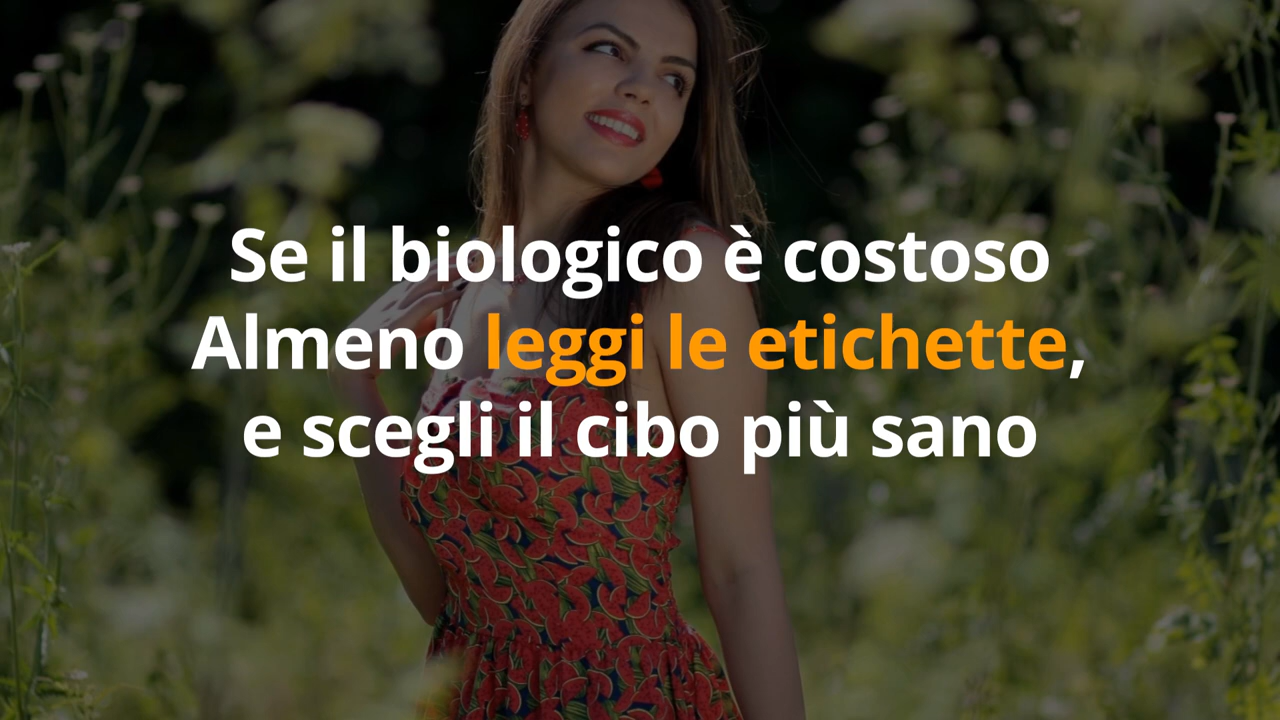 Se il biologico è costoso
Almeno leggi le etichette,
e scegli il cibo più sano